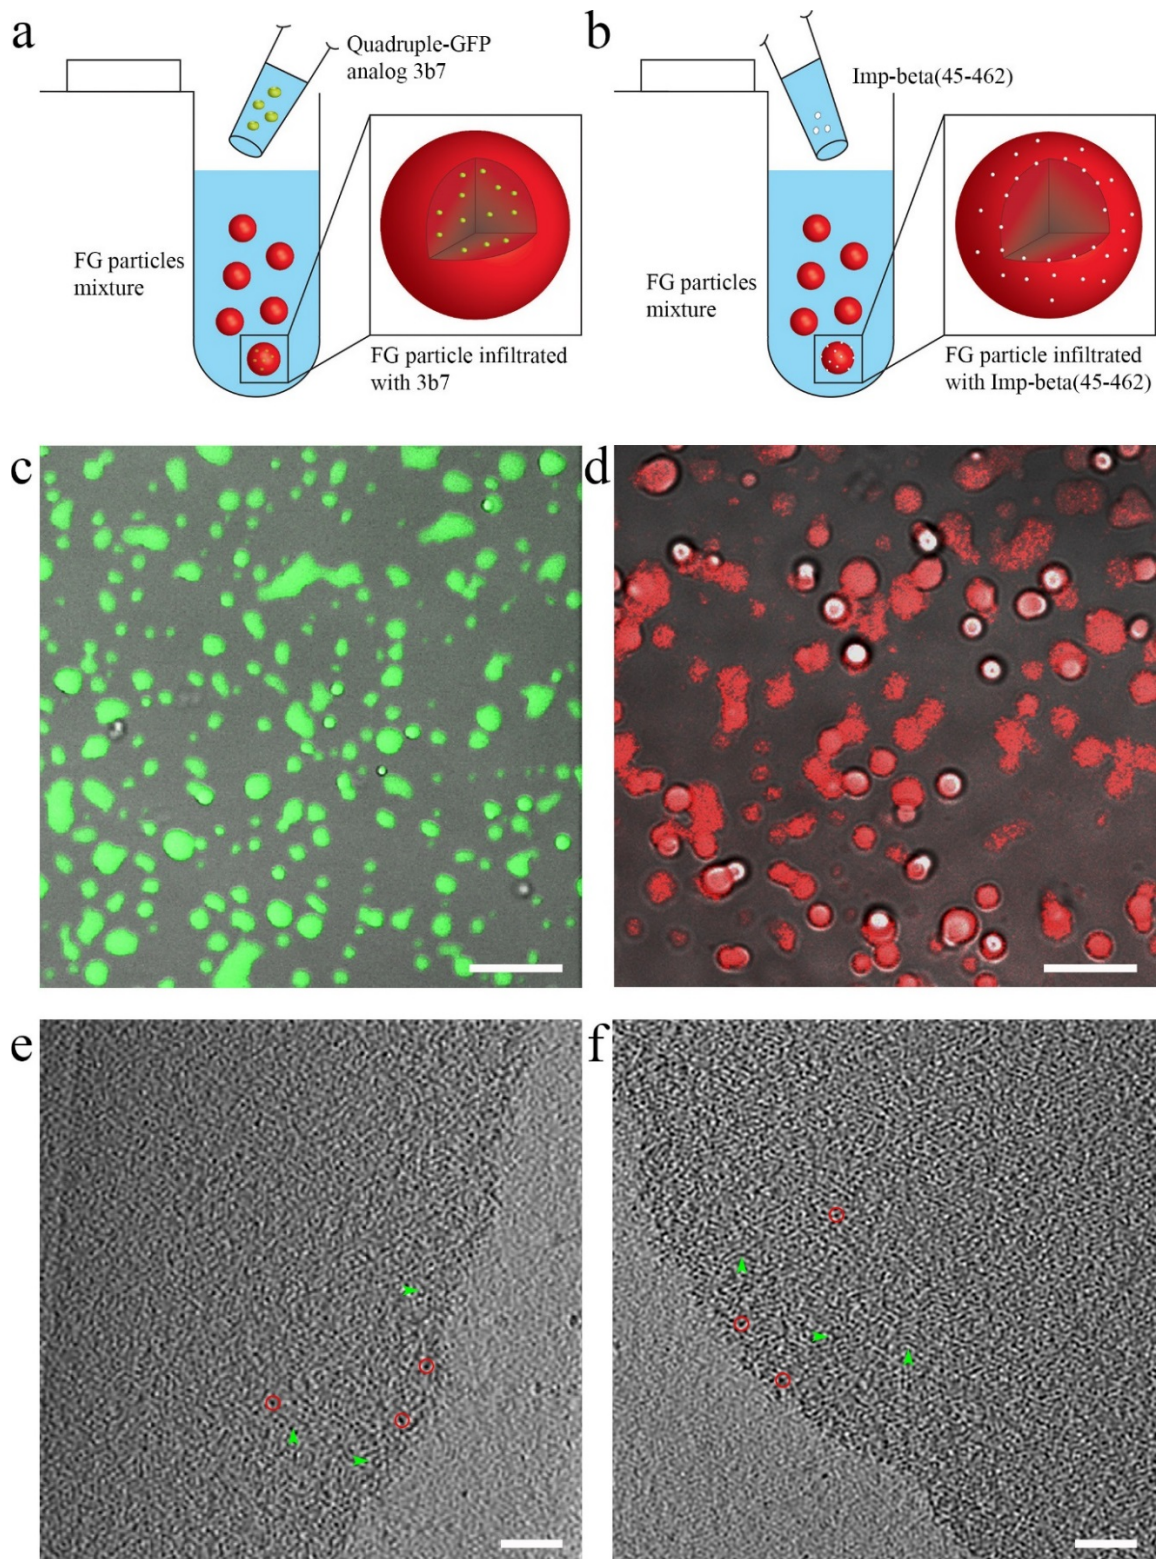 a
Quadruple-GFP
analog 3b7
FG particles
mixture
FG particle infiltrated
with 3b7
b
Imp-beta(45-462)
FG particles
mixture
FG particle infiltrated
with Imp-beta(45-462)
c
d
e
f